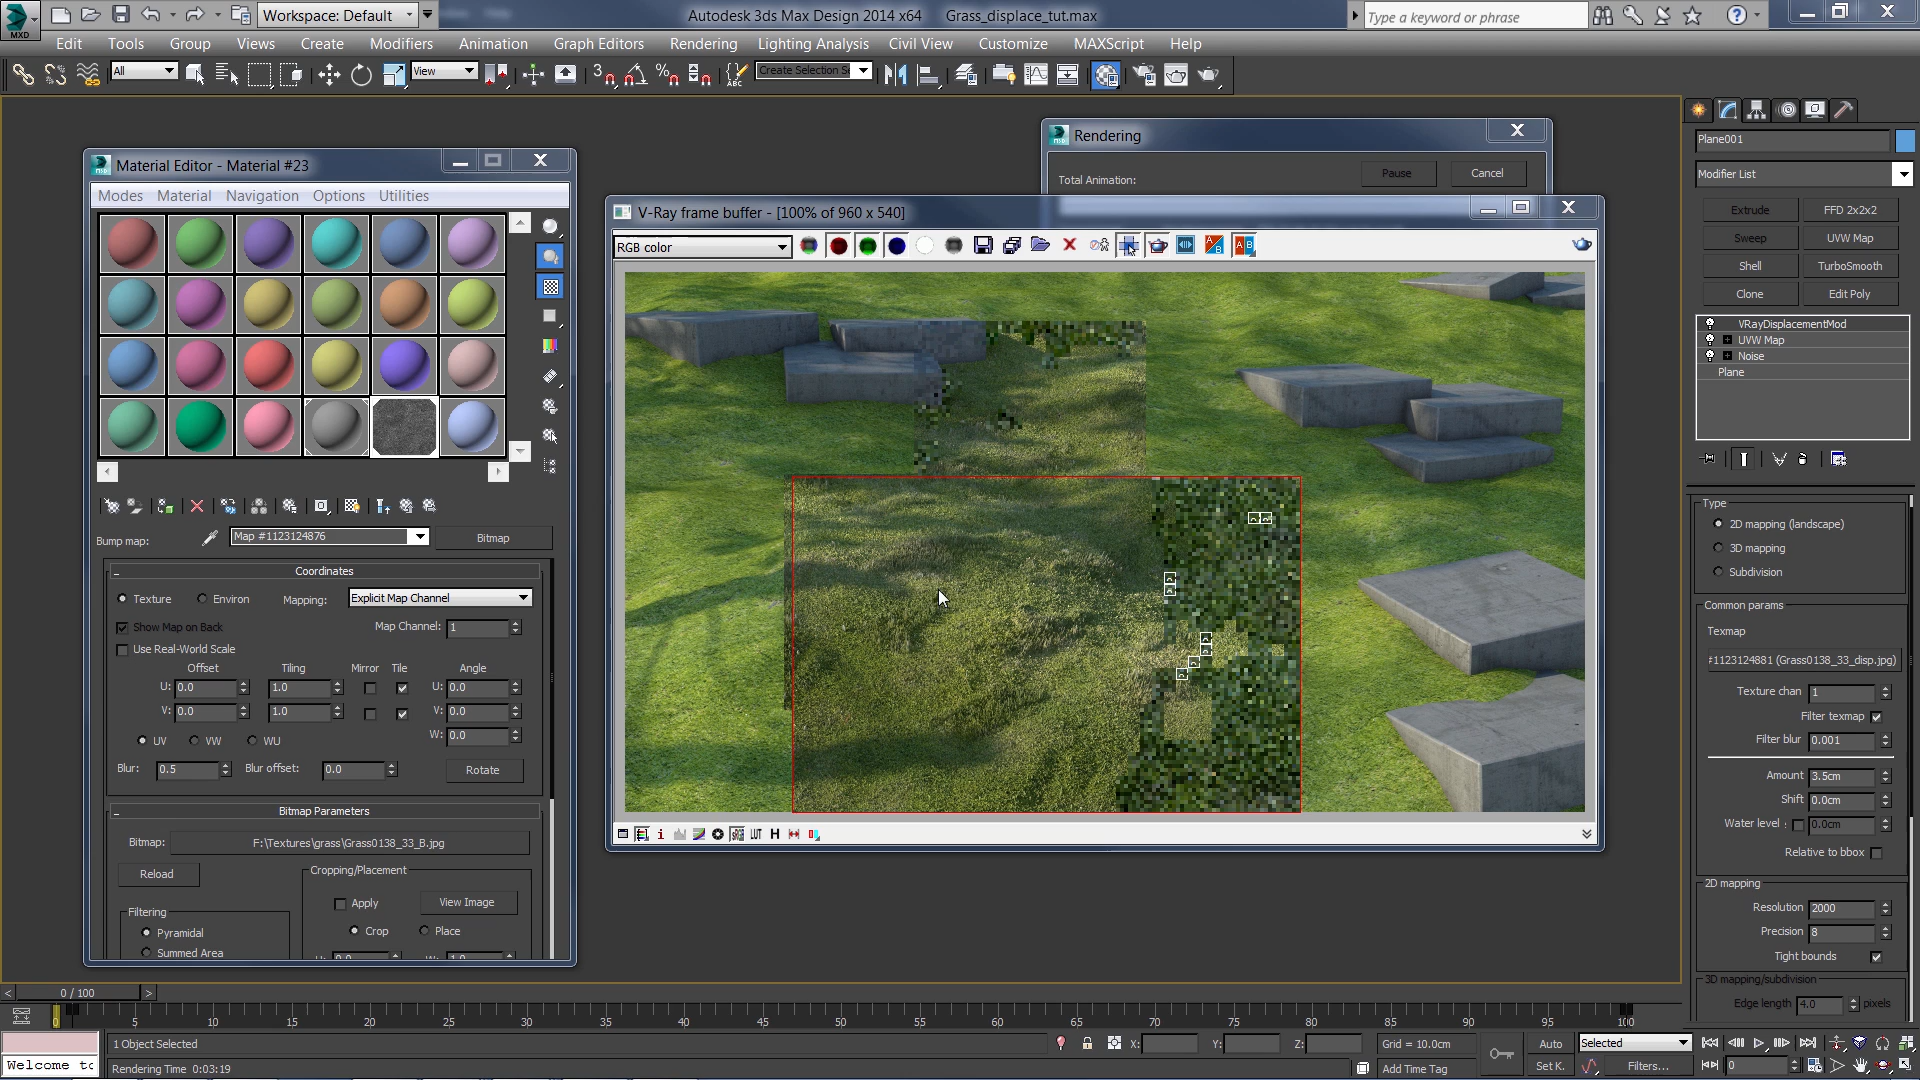 MXD
Workspace: Default
Autodesk 3ds Max Design 2014 x64 Grass_displace_tut.max
Type a keyword or phrase
Edit Tools Group Views Create Modifiers Animation Graph Editors Rendering Lighting Analysis Civil View Customize MAXScript Help
All
View
3
ABC
Create Selection Se
Rendering
Total Animation:
Pause
Cancel
Material Editor - Material #23
Modes Material Navigation Options Utilities
Bump map:
Map #1123124876
Bitmap
Coordinates
Texture Environ Mapping: Explicit Map Channel
Show Map on Back Map Channel: 1
Use Real-World Scale
Offset Tiling Mirror Tile Angle
U: 0.0 1.0 U: 0.0
V: 0.0 1.0 V: 0.0
W: 0.0
UV VW WU
Blur: 0.5 Blur offset: 0.0 Rotate
Bitmap Parameters
Bitmap: F:\Textures\grass\Grass0138_33_B.jpg
Reload
Cropping/Placement
Apply View Image
Filtering
Crop Place
Pyramidal
Summed Area
V-Ray frame buffer - [100% of 960 x 540]
RGB color
LUT
H
Plane001
Modifier List
Extrude FFD 2x2x2
Sweep UVW Map
Shell TurboSmooth
Clone Edit Poly
VRayDisplacementMod
UVW Map
Noise
Plane
Type
2D mapping (landscape)
3D mapping
Subdivision
Common params
Texmap
#1123124881 (Grass0138_33_disp.jpg)
Texture chan 1
Filter texmap
Filter blur 0.001
Amount 3.5cm
Shift 0.0cm
Water level : 0.0cm
Relative to bbox
2D mapping
Resolution 2000
Precision 8
Tight bounds
3D mapping/subdivision
Edge length 4.0 pixels
0 / 100
0 5 10 15 20 25 30 35 40 45 50 55 60 65 70 75 80 85 90 95 100
1 Object Selected
X: Y: Z: Grid = 10.0cm
Auto Selected
Welcome to
Rendering Time 0:03:19
Add Time Tag
Set K. Filters...
0